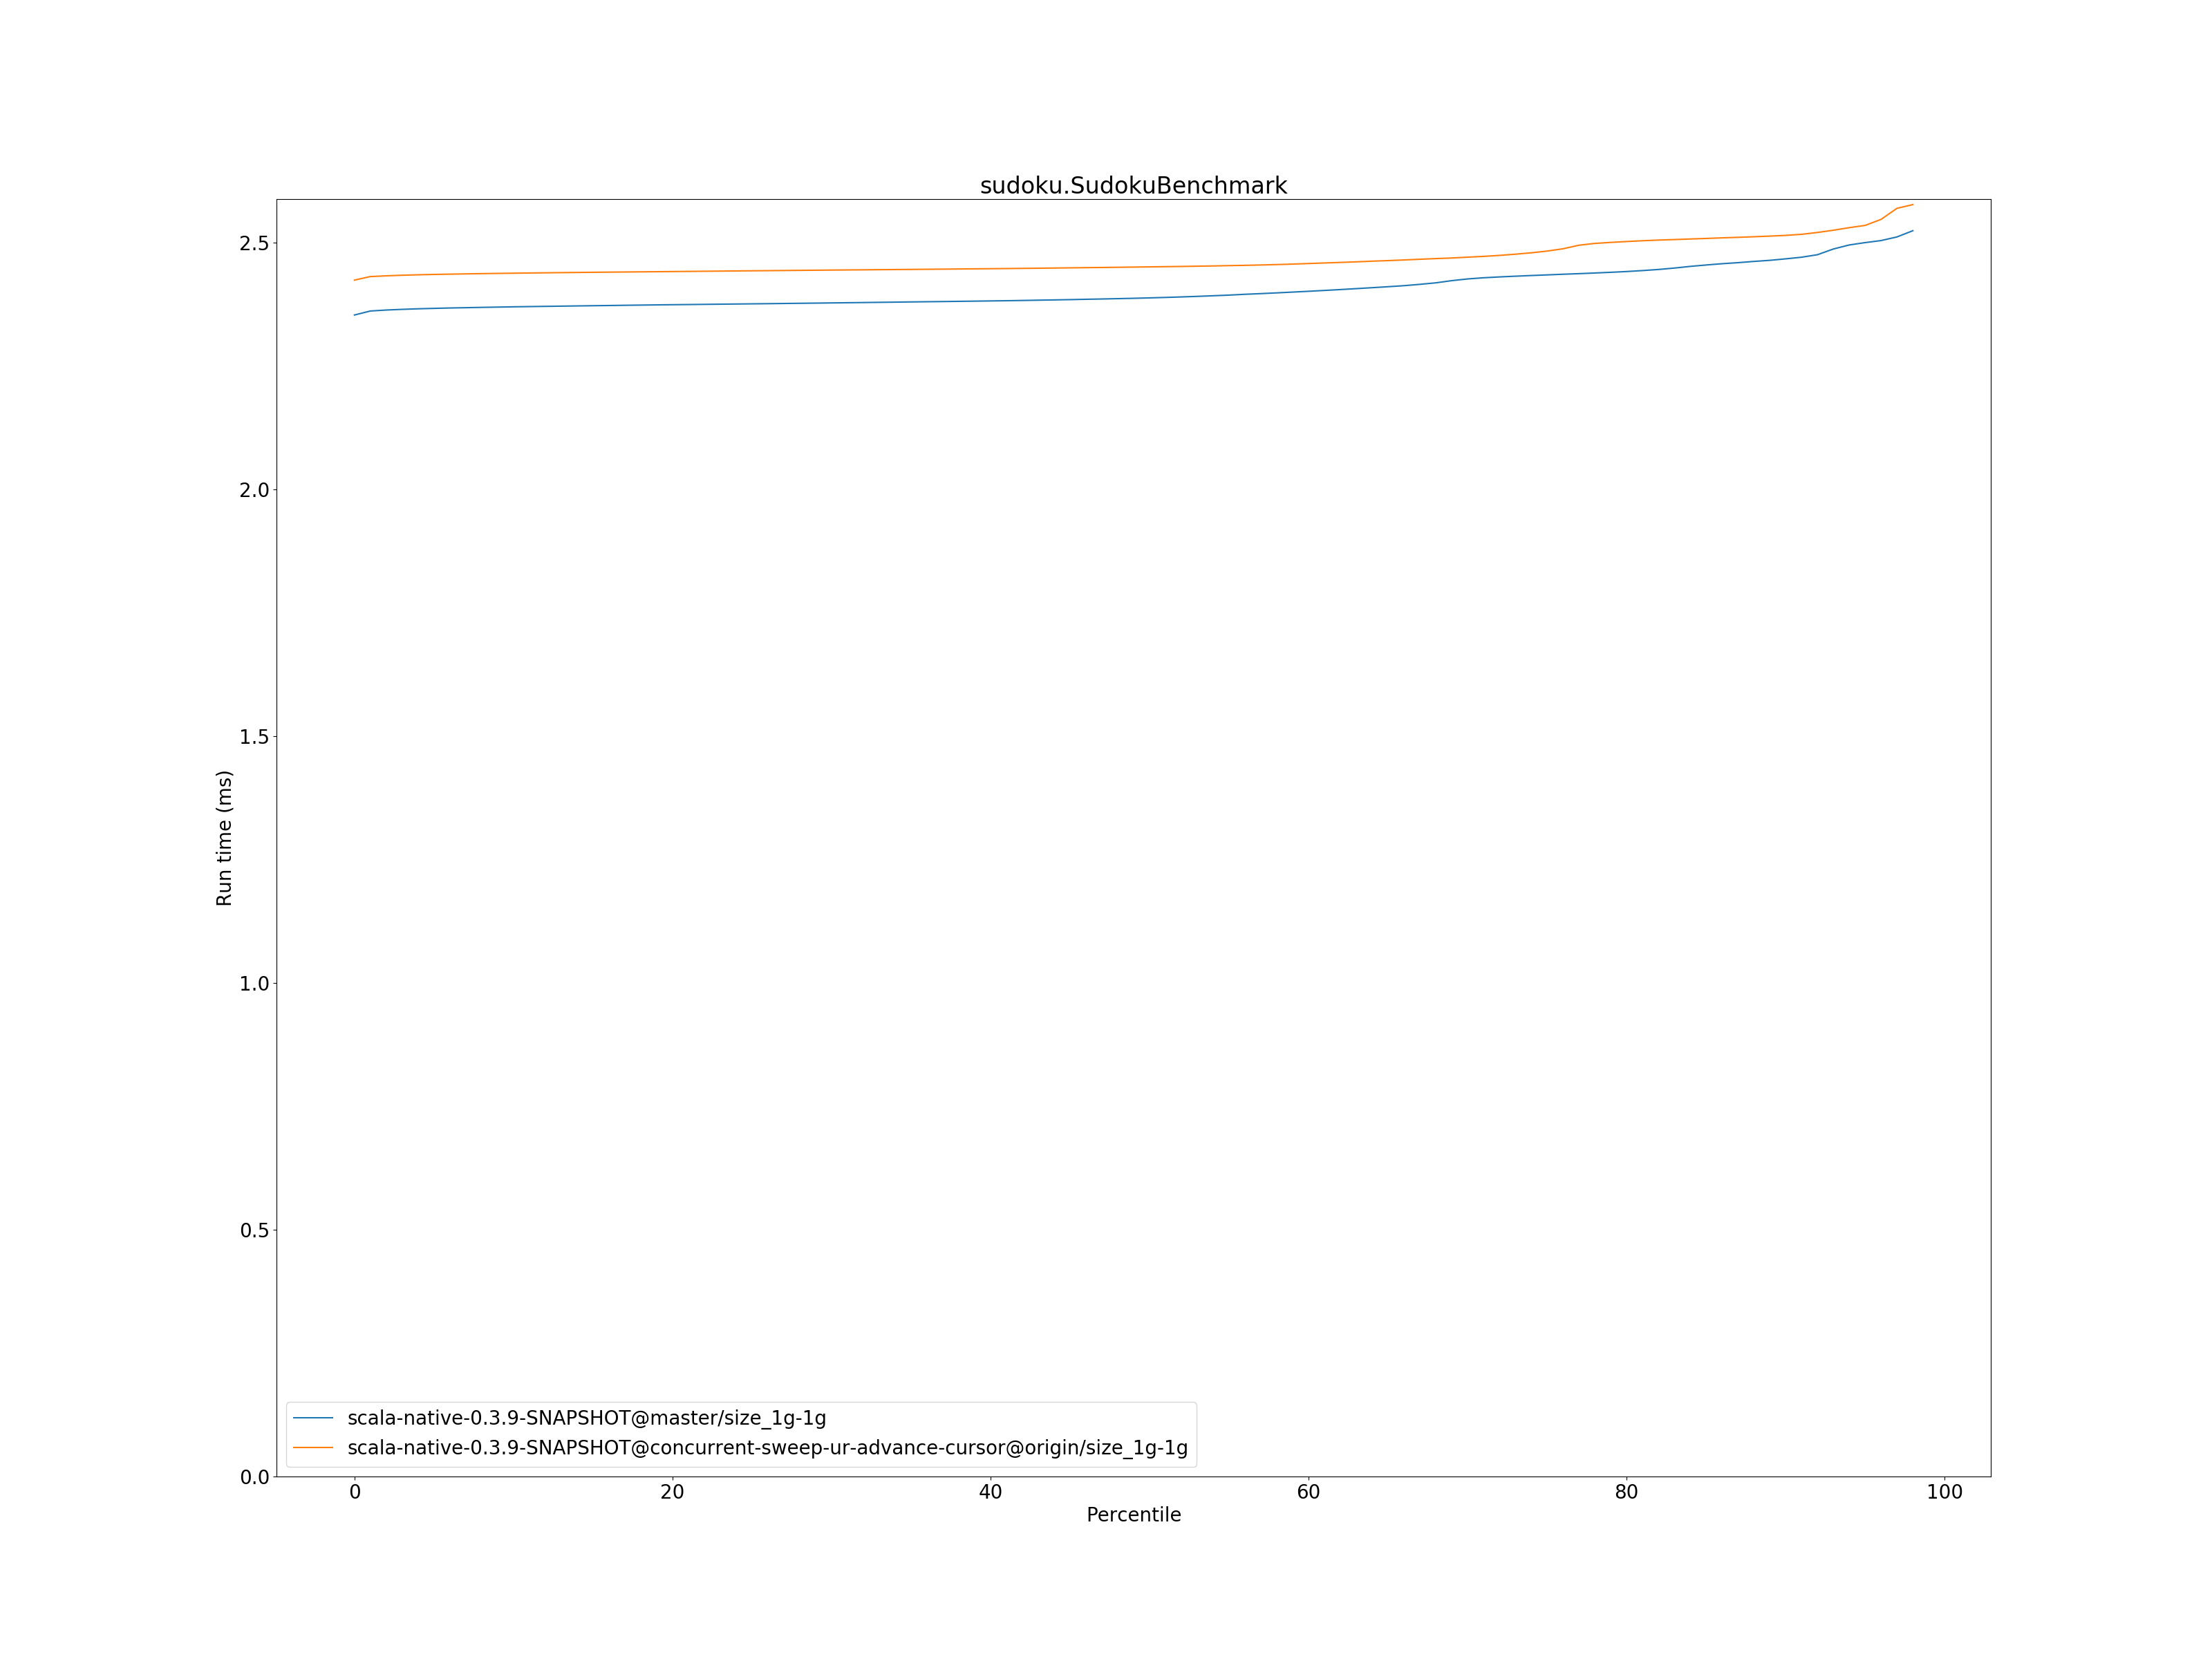 sudoku.SudokuBenchmark
2.5
2.0
1.5
1.0
0.5
0.0
Run time (ms)
scala-native-0.3.9-SNAPSHOT@master/size_1g-1g
scala-native-0.3.9-SNAPSHOT@concurrent-sweep-ur-advance-cursor@origin/size_1g-1g
0 20 40 60 80 100
Percentile